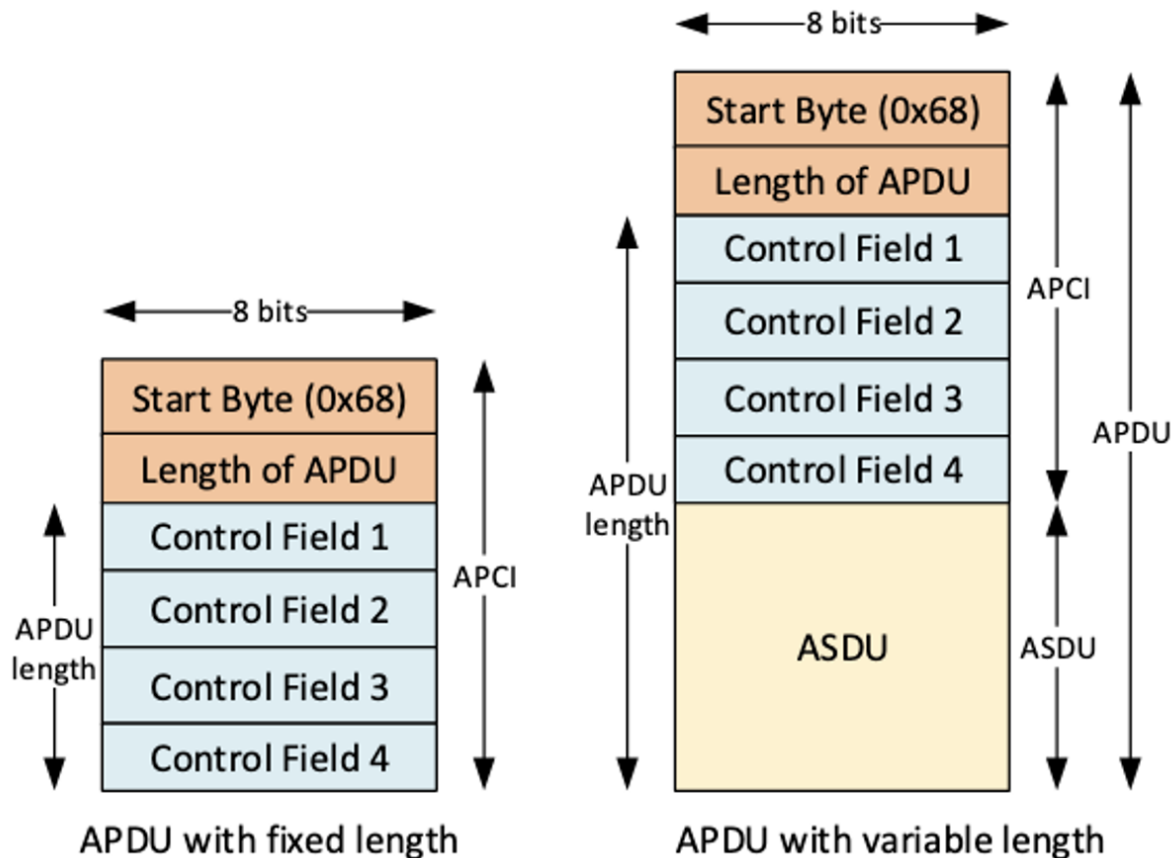 8 bits
Start Byte (0x68)
Length of APDU
Control Field 1
Control Field 2
Control Field 3
Control Field 4
APDU
length
APCI
APDU with fixed length
8 bits
Start Byte (0x68)
Length of APDU
Control Field 1
Control Field 2
Control Field 3
Control Field 4
ASDU
APDU
length
APCI
ASDU
APDU
APDU with variable length